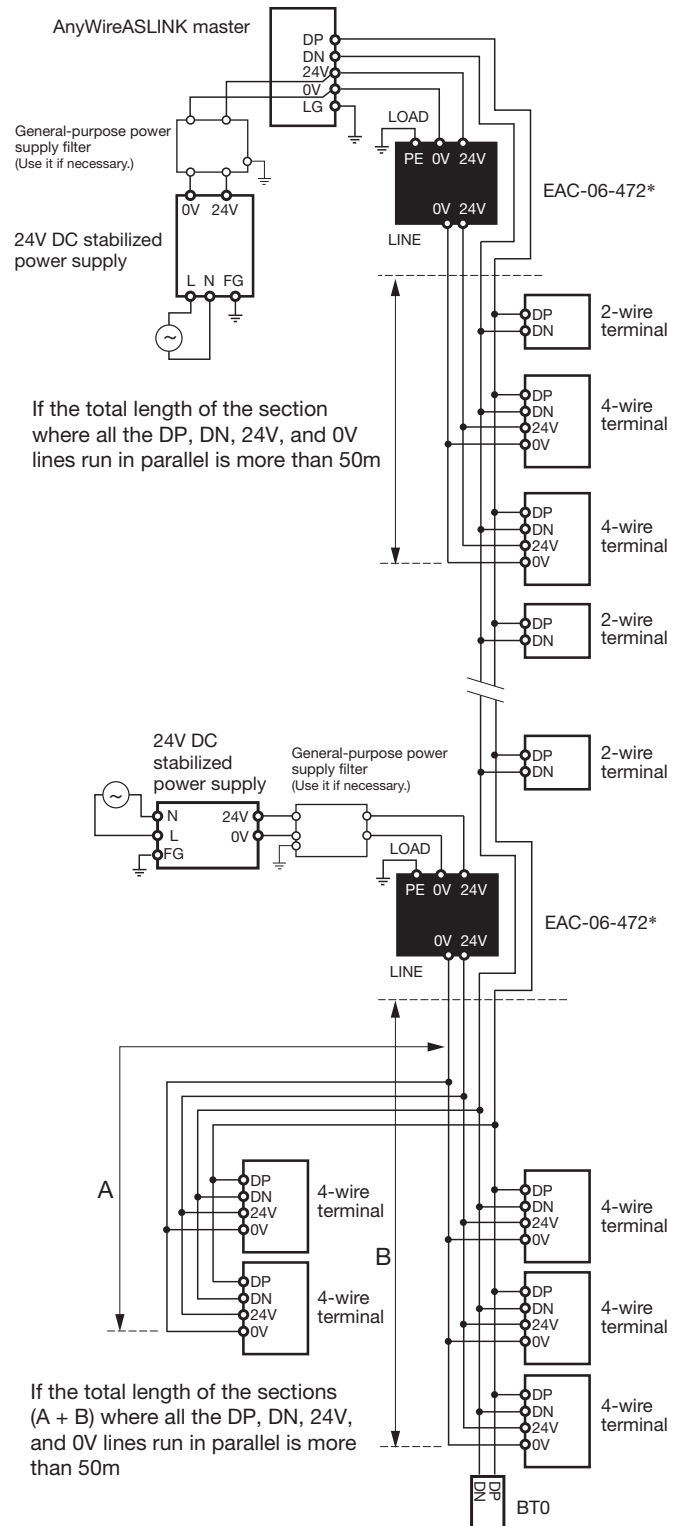 AnyWireASLINK master
DP
DN
24V
0V
LG
General-purpose power
supply filter
(Use it if necessary.)
0V 24V
24V DC stabilized
power supply
L N FG
~
LOAD
PE 0V 24V
0V 24V
LINE
EAC-06-472*
If the total length of the section
where all the DP, DN, 24V, and 0V
lines run in parallel is more than 50m
DP
DN
2-wire
terminal
DP
DN
24V
0V
4-wire
terminal
DP
DN
24V
0V
4-wire
terminal
DP
DN
2-wire
terminal
DP
DN
2-wire
terminal
24V DC
stabilized
power supply
~
N
L
FG
24V
0V
General-purpose power
supply filter
(Use it if necessary.)
LOAD
PE 0V 24V
0V 24V
LINE
EAC-06-472*
A
B
DP
DN
24V
0V
4-wire
terminal
DP
DN
24V
0V
4-wire
terminal
DP
DN
24V
0V
4-wire
terminal
DP
DN
24V
0V
4-wire
terminal
DP
DN
24V
0V
4-wire
terminal
If the total length of the sections
(A + B) where all the DP, DN, 24V,
and 0V lines run in parallel is more
than 50m
DN
DP
BT0